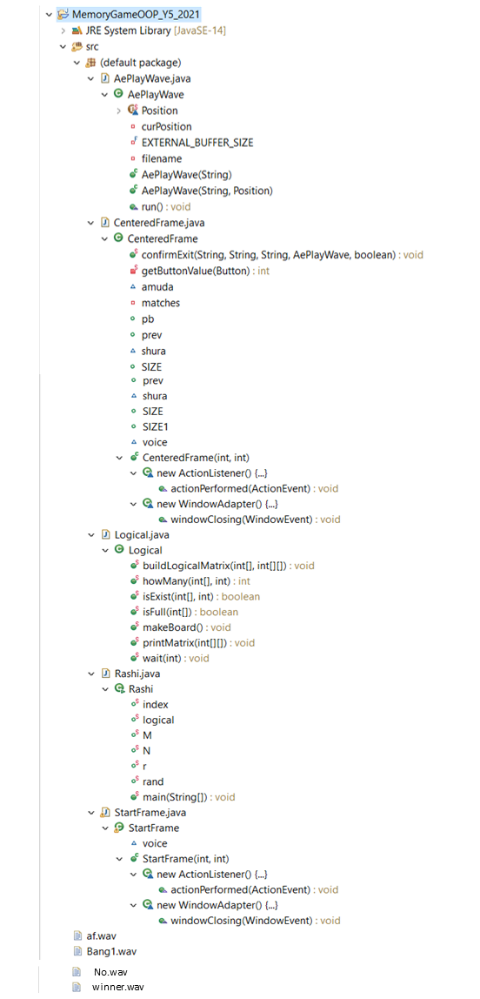 MemoryGameOOP_Y5_2021
JRE System Library [JavaSE-14]
src
(default package)
AePlayWave.java
AePlayWave
Position
curPosition
EXTERNAL_BUFFER_SIZE
filename
AePlayWave(String)
AePlayWave(String, Position)
run() : void
CenteredFrame.java
CenteredFrame
confirmExit(String, String, String, AePlayWave, boolean) : void
getButtonValue(Button) : int
amuda
matches
pb
prev
shura
SIZE
prev
shura
SIZE
SIZE1
voice
CenteredFrame(int, int)
new ActionListener() {...}
actionPerformed(ActionEvent) : void
new WindowAdapter() {...}
windowClosing(WindowEvent) : void
Logical.java
Logical
buildLogicalMatrix(int[], int[][]) : void
howMany(int[], int) : int
isExist(int[], int) : boolean
isFull(int[]) : boolean
makeBoard() : void
printMatrix(int[][]) : void
wait(int) : void
Rashi.java
Rashi
index
logical
M
N
r
rand
main(String[]) : void
StartFrame.java
StartFrame
voice
StartFrame(int, int)
new ActionListener() {...}
actionPerformed(ActionEvent) : void
new WindowAdapter() {...}
windowClosing(WindowEvent) : void
af.wav
Bang1.wav
No.wav
winner.wav